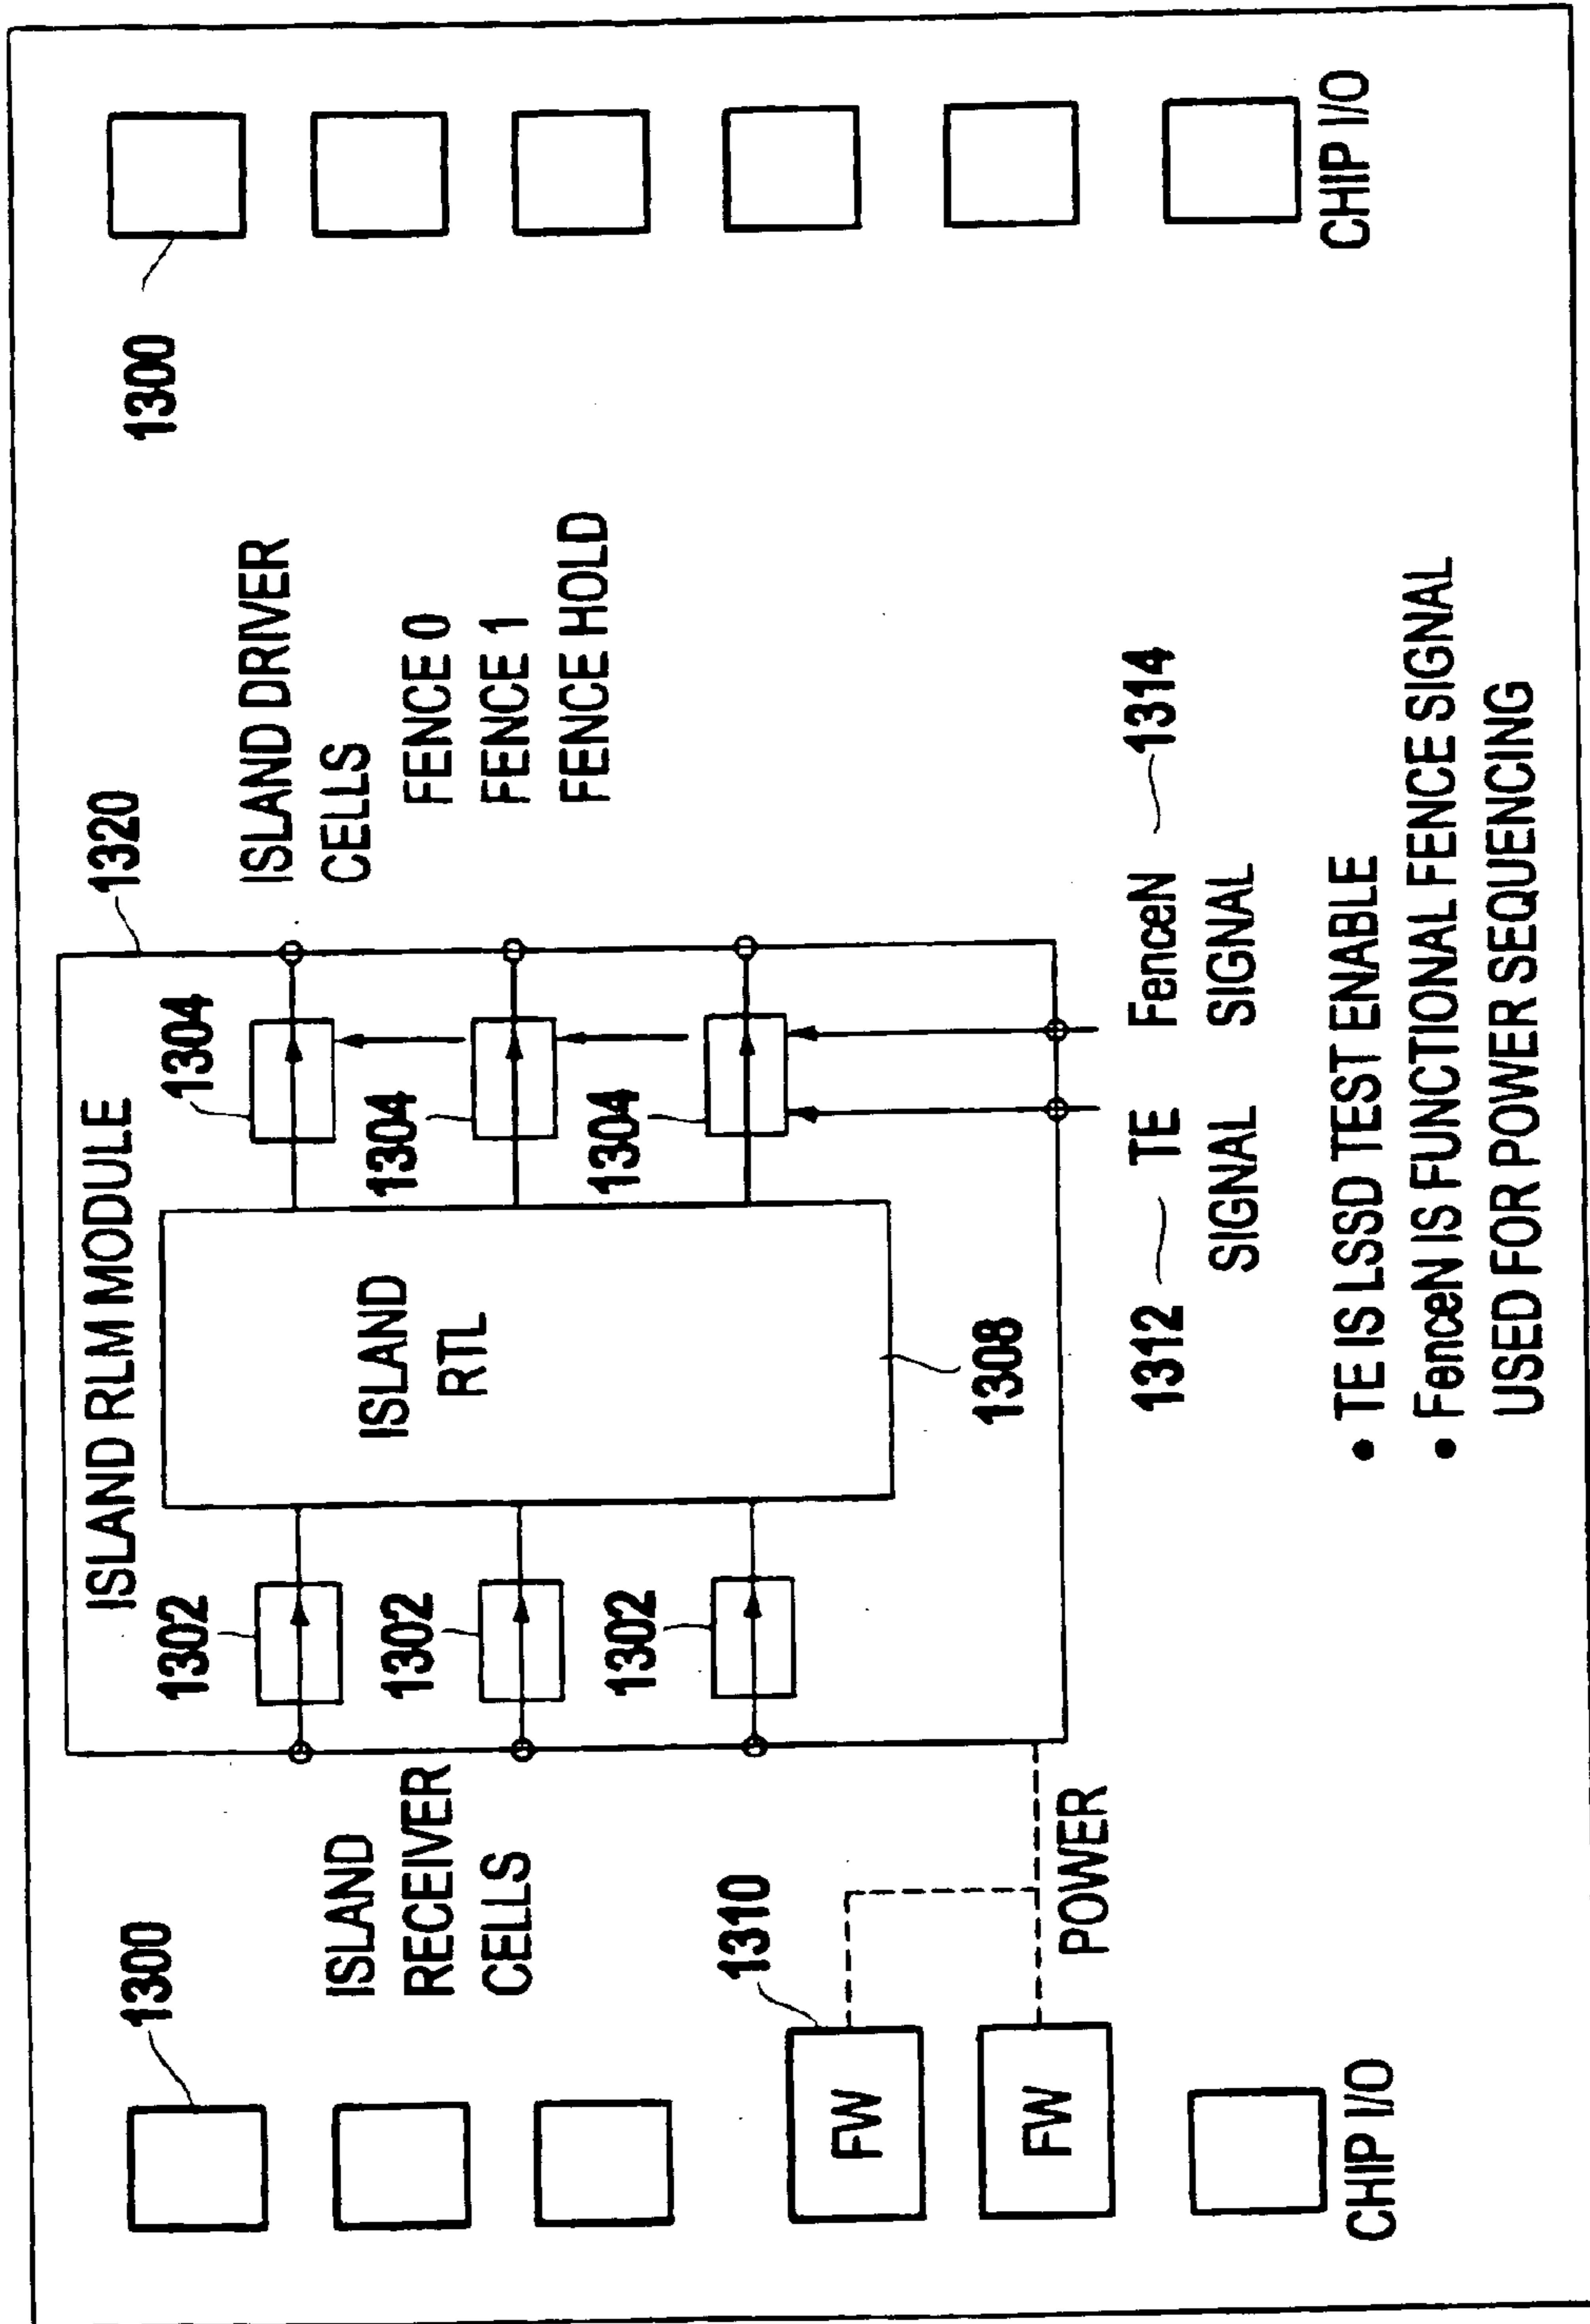 ISLAND RLM MODULE
1320
1300
1300
ISLAND
RECEIVER
CELLS
1302
1302
1302
ISLAND
RTL
1308
1304
1304
1304
ISLAND DRIVER
CELLS
FENCE 0
FENCE 1
FENCE HOLD
1310
FW
FW
POWER
1312
TE
SIGNAL
FenceN
SIGNAL
1314
CHIP I/O
CHIP I/O
• TE IS LSSD TEST ENABLE
• FenceN IS FUNCTIONAL FENCE SIGNAL
USED FOR POWER SEQUENCING